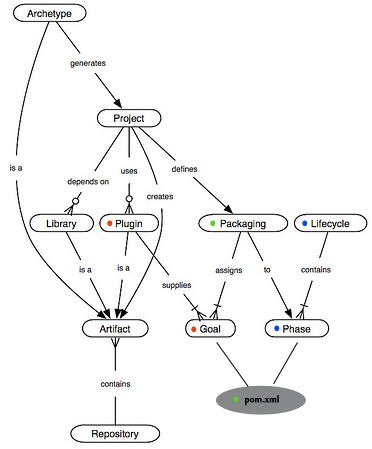 Archetype
generates
Project
is a
depends on
uses
creates
defines
Library
Plugin
Packaging
Lifecycle
is a
is a
supplies
assigns
to
contains
Artifact
Goal
Phase
contains
pom.xml
Repository